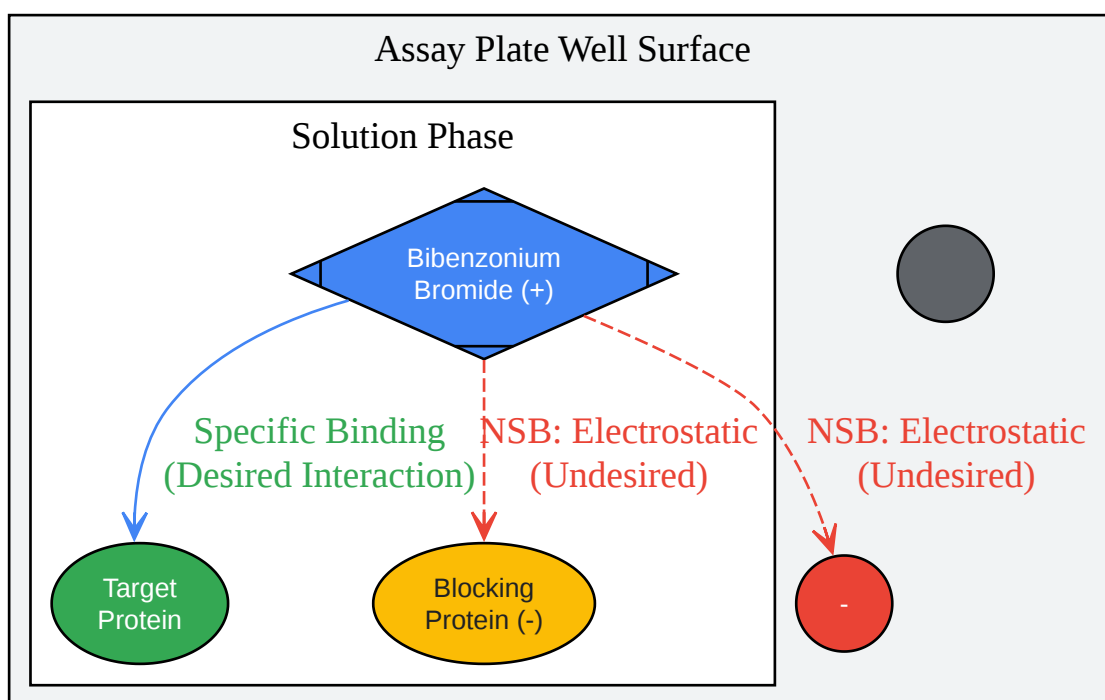 Assay Plate Well Surface
Solution Phase
Bibenzonium
Bromide (+)
Specific Binding
(Desired Interaction)
NSB: Electrostatic
(Undesired)
NSB: Electrostatic
(Undesired)
Target
Protein
Blocking
Protein (-)
-